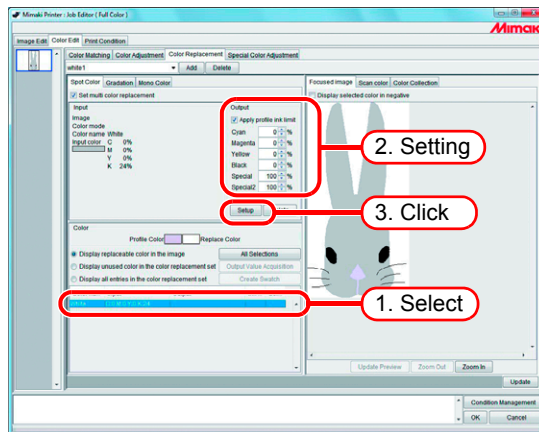 Mimaki Printer : Job Editor ( Full Color )
Mimaki
Image Edit Color Edit Print Condition
Color Matching Color Adjustment Color Replacement Special Color Adjustment
white1 Add Delete
Spot Color Gradation Mono Color
Set multi color replacement
Input
Image
Color mode
Color name White
Input color C 0%
M 0%
Y 0%
K 24%
Output
Apply profile ink limit
Cyan 0 %
Magenta 0 %
Yellow 0 %
Black 0 %
Special 100 %
Special2 100 %
Setup
Color
Profile Color Replace Color
Display replaceable color in the image All Selections
Display unused color in the color replacement set Output Value Acquisition
Display all entries in the color replacement set Create Swatch
Focused image Scan color Color Collection
Display selected color in negative
2. Setting
3. Click
1. Select
Update Preview Zoom Out Zoom In
Update
Condition Management
OK Cancel